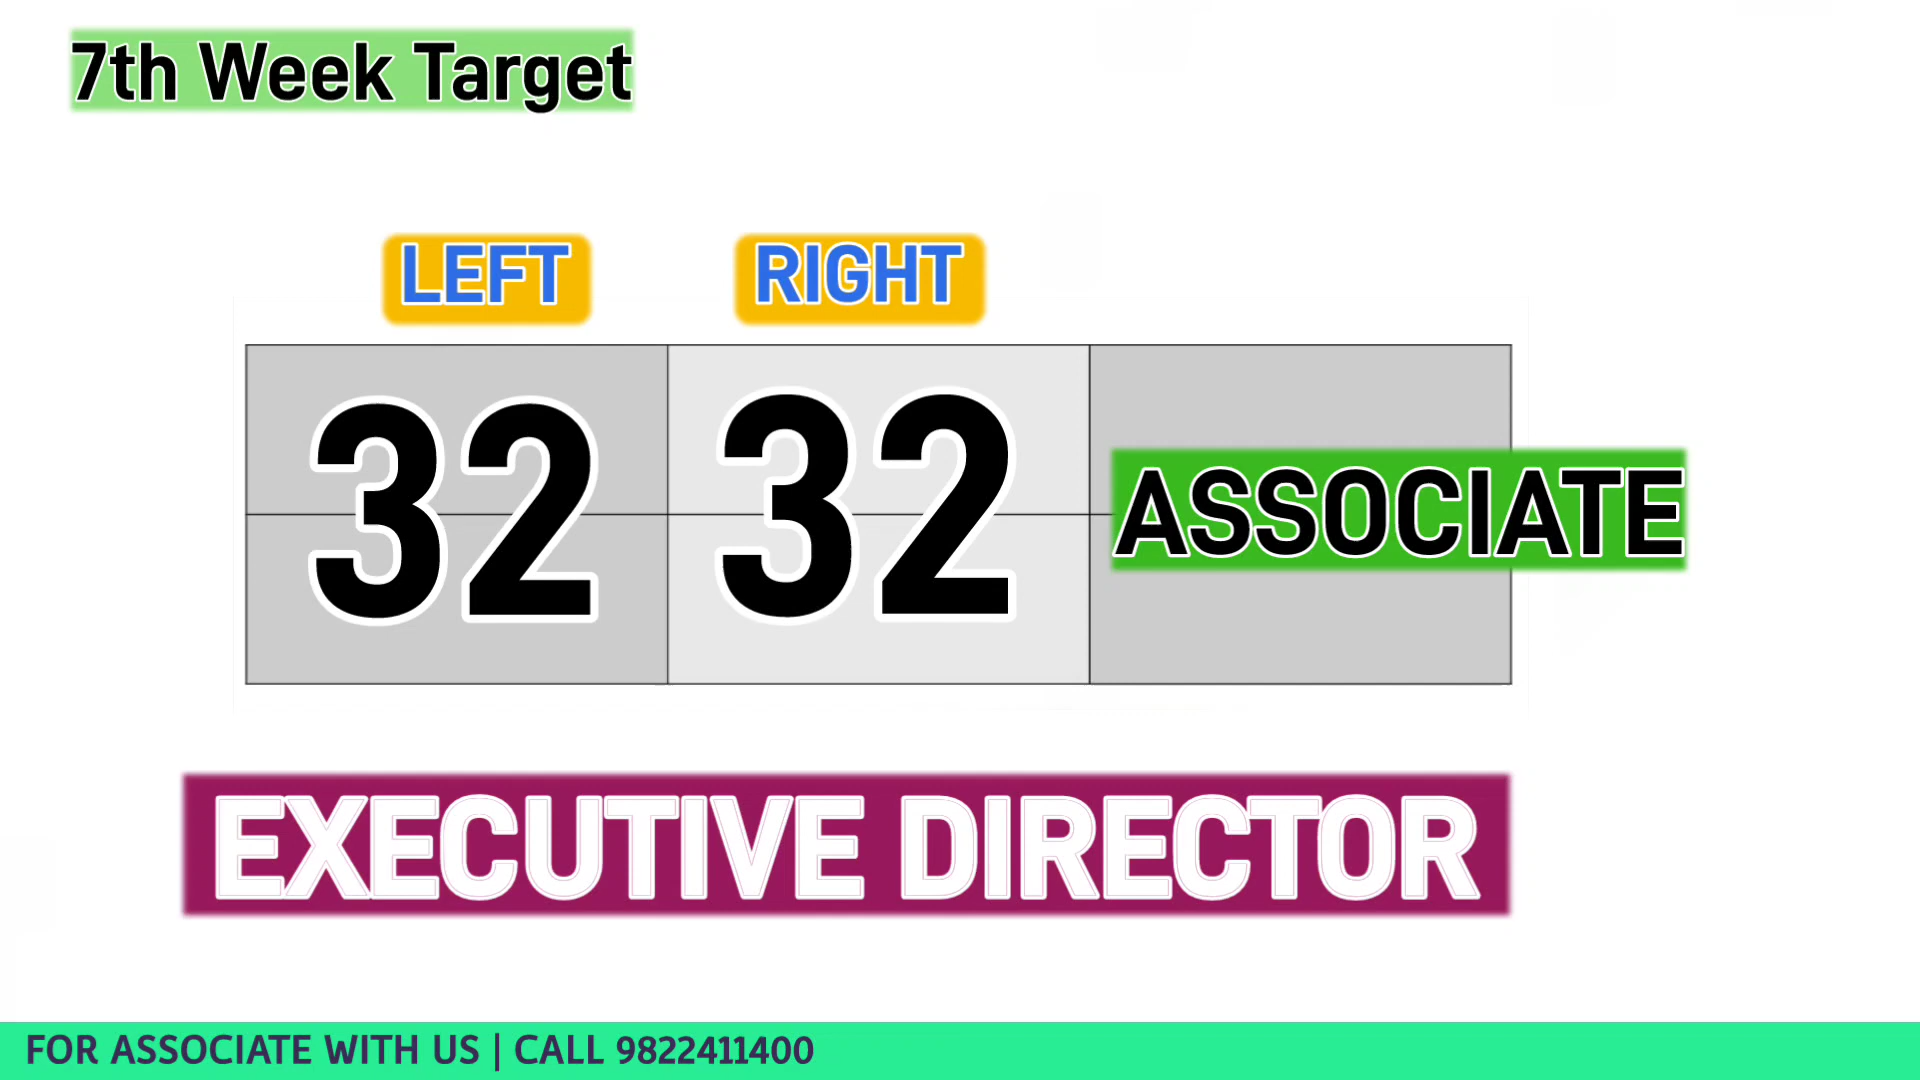 7th Week Target
LEFT RIGHT
32 32 ASSOCIATE
EXECUTIVE DIRECTOR
FOR ASSOCIATE WITH US | CALL 9822411400